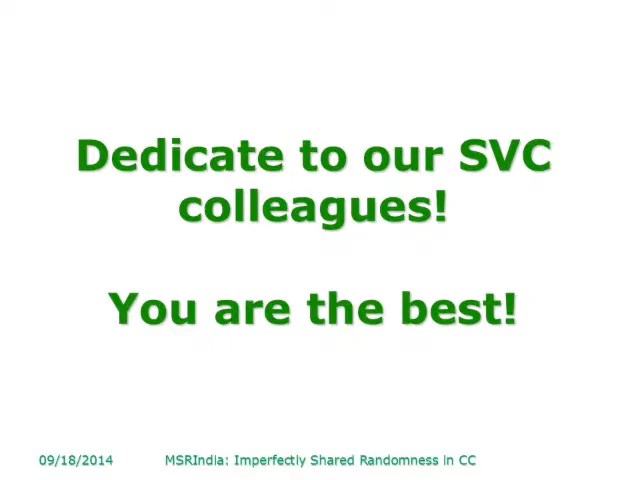 Dedicate to our SVC
colleagues!
You are the best!
09/18/2014 MSRIndia: Imperfectly Shared Randomness in CC